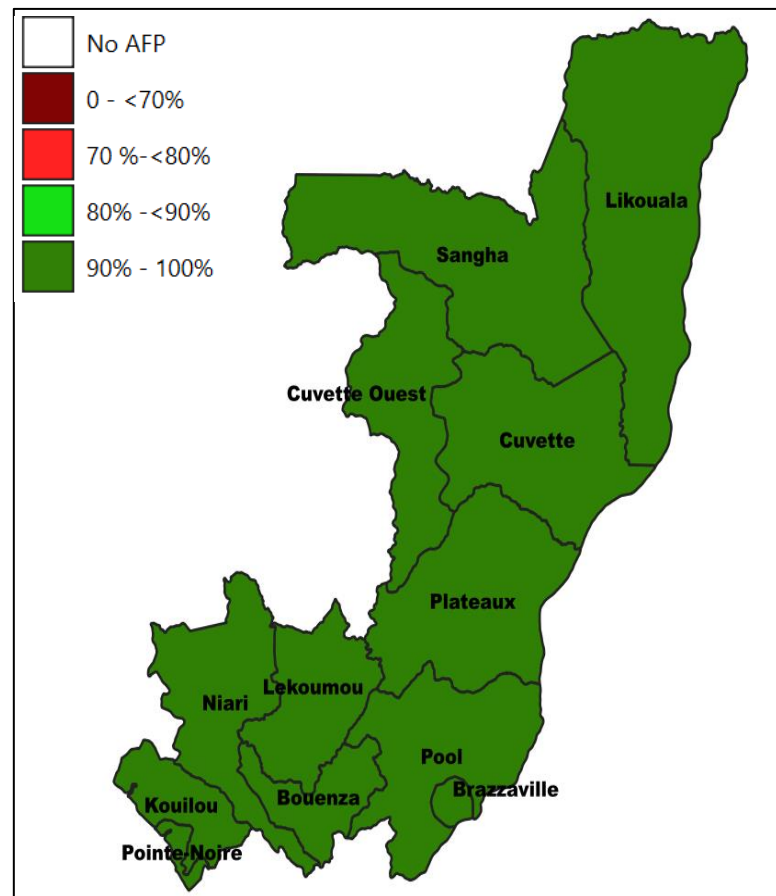 No AFP
0 - <70%
70 %-<80%
80% -<90%
90% - 100%
Likouala
Sangha
Cuvette Ouest
Cuvette
Plateaux
Lekoumou
Niari
Pool
Brazzaville
Bouenza
Kouilou
Pointe-Noire